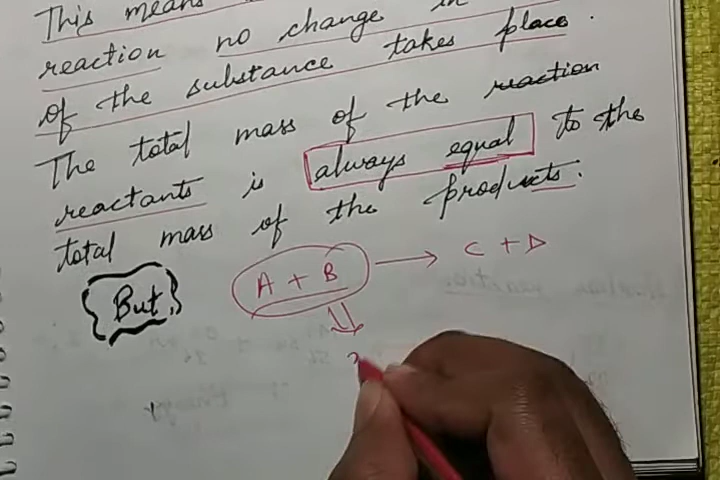 This means
reaction no change in
of the substance takes place.
The total mass of the reaction
reactants is always equal to the
total mass of the products.
But,
A + B → C + D